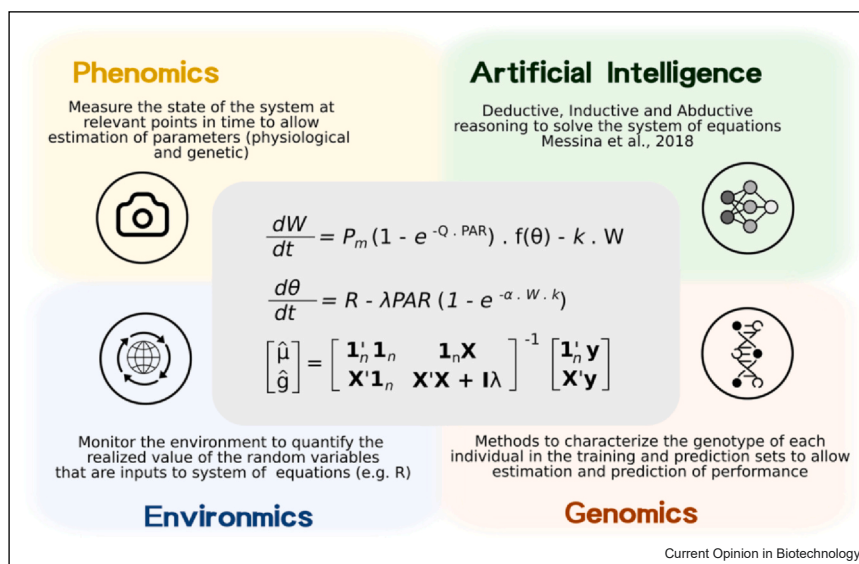 Phenomics
Measure the state of the system at
relevant points in time to allow
estimation of parameters (physiological
and genetic)
Artificial Intelligence
Deductive, Inductive and Abductive
reasoning to solve the system of equations
Messina et al., 2018
dW/dt = Pₘ (1 - e^(-Q . PAR)) . f(θ) - k . W
dθ/dt = R - λPAR (1 - e^(-α . W . k))
[μ̂ ĝ] = [1'ₙ1ₙ 1ₙX X'1ₙ X'X + Iλ]^-1 [1'ₙy X'y]
Monitor the environment to quantify the
realized value of the random variables
that are inputs to system of equations (e.g. R)
Environmics
Methods to characterize the genotype of each
individual in the training and prediction sets to allow
estimation and prediction of performance
Genomics
Current Opinion in Biotechnology